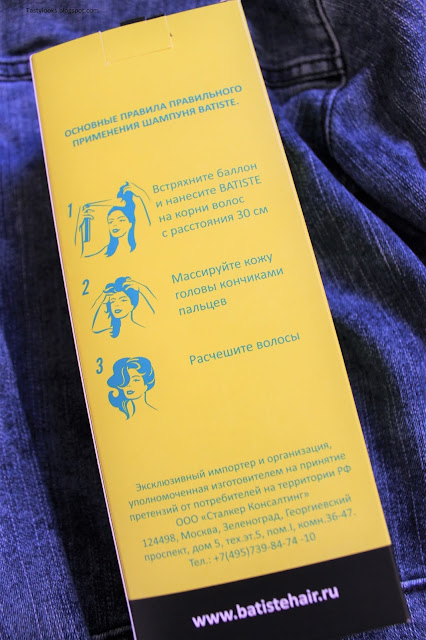 Tastylooks.blogspot.com
ОСНОВНЫЕ ПРАВИЛА ПРАВИЛЬНОГО
ПРИМЕНЕНИЯ ШАМПУНЯ BATISTE.
1
Встряхните баллон
и нанесите BATISTE
на корни волос
с расстояния 30 см
2
Массируйте кожу
головы кончиками
пальцев
3
Расчешите волосы
Эксклюзивный импортер и организация,
уполномоченная изготовителем на принятие
претензий от потребителей на территории РФ
ООО «Сталкер Консалтинг»
124498, Москва, Зеленоград, Георгиевский
проспект, дом 5, тех.эт.5, пом.I, комн.36-47.
Тел.: +7(495)739-84-74 -10
www.batistehair.ru